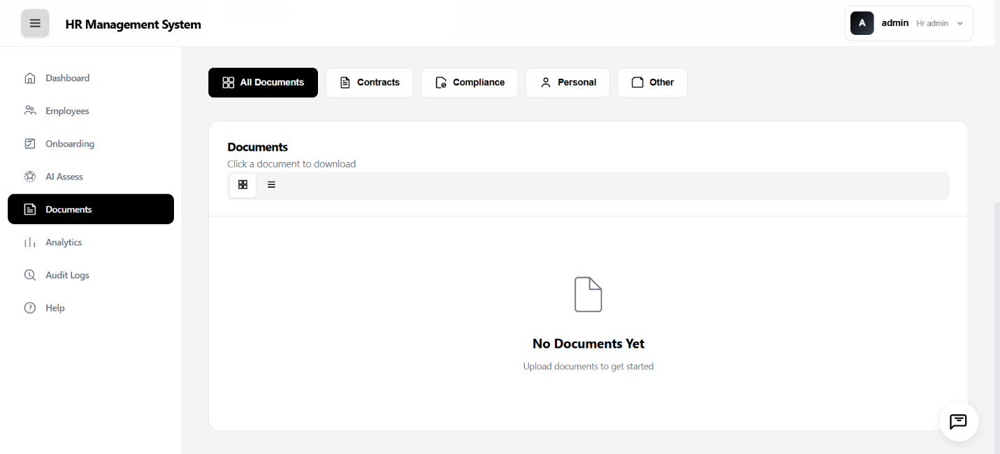 HR Management System
A admin Hr admin
Dashboard
Employees
Onboarding
AI Assess
Documents
Analytics
Audit Logs
Help
All Documents
Contracts
Compliance
Personal
Other
Documents
Click a document to download
No Documents Yet
Upload documents to get started